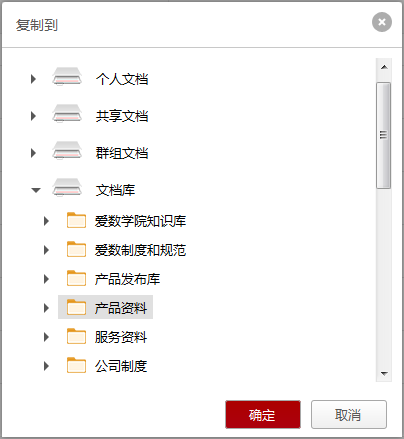 复制到
个人文档
共享文档
群组文档
文档库
爱数学院知识库
爱数制度和规范
产品发布库
产品资料
服务资料
公司制度
确定
取消